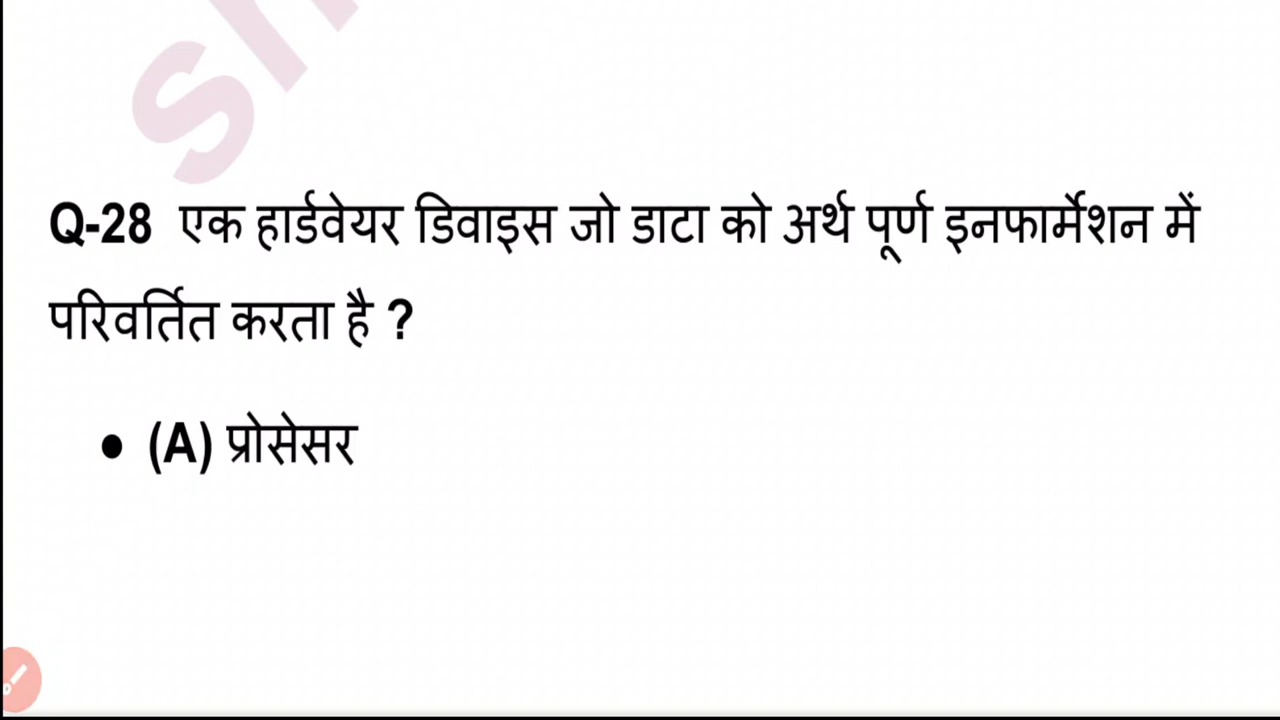 Q-28 एक हार्डवेयर डिवाइस जो डाटा को अर्थ पूर्ण इनफार्मेशन में
परिवर्तित करता है ?
• (A) प्रोसेसर